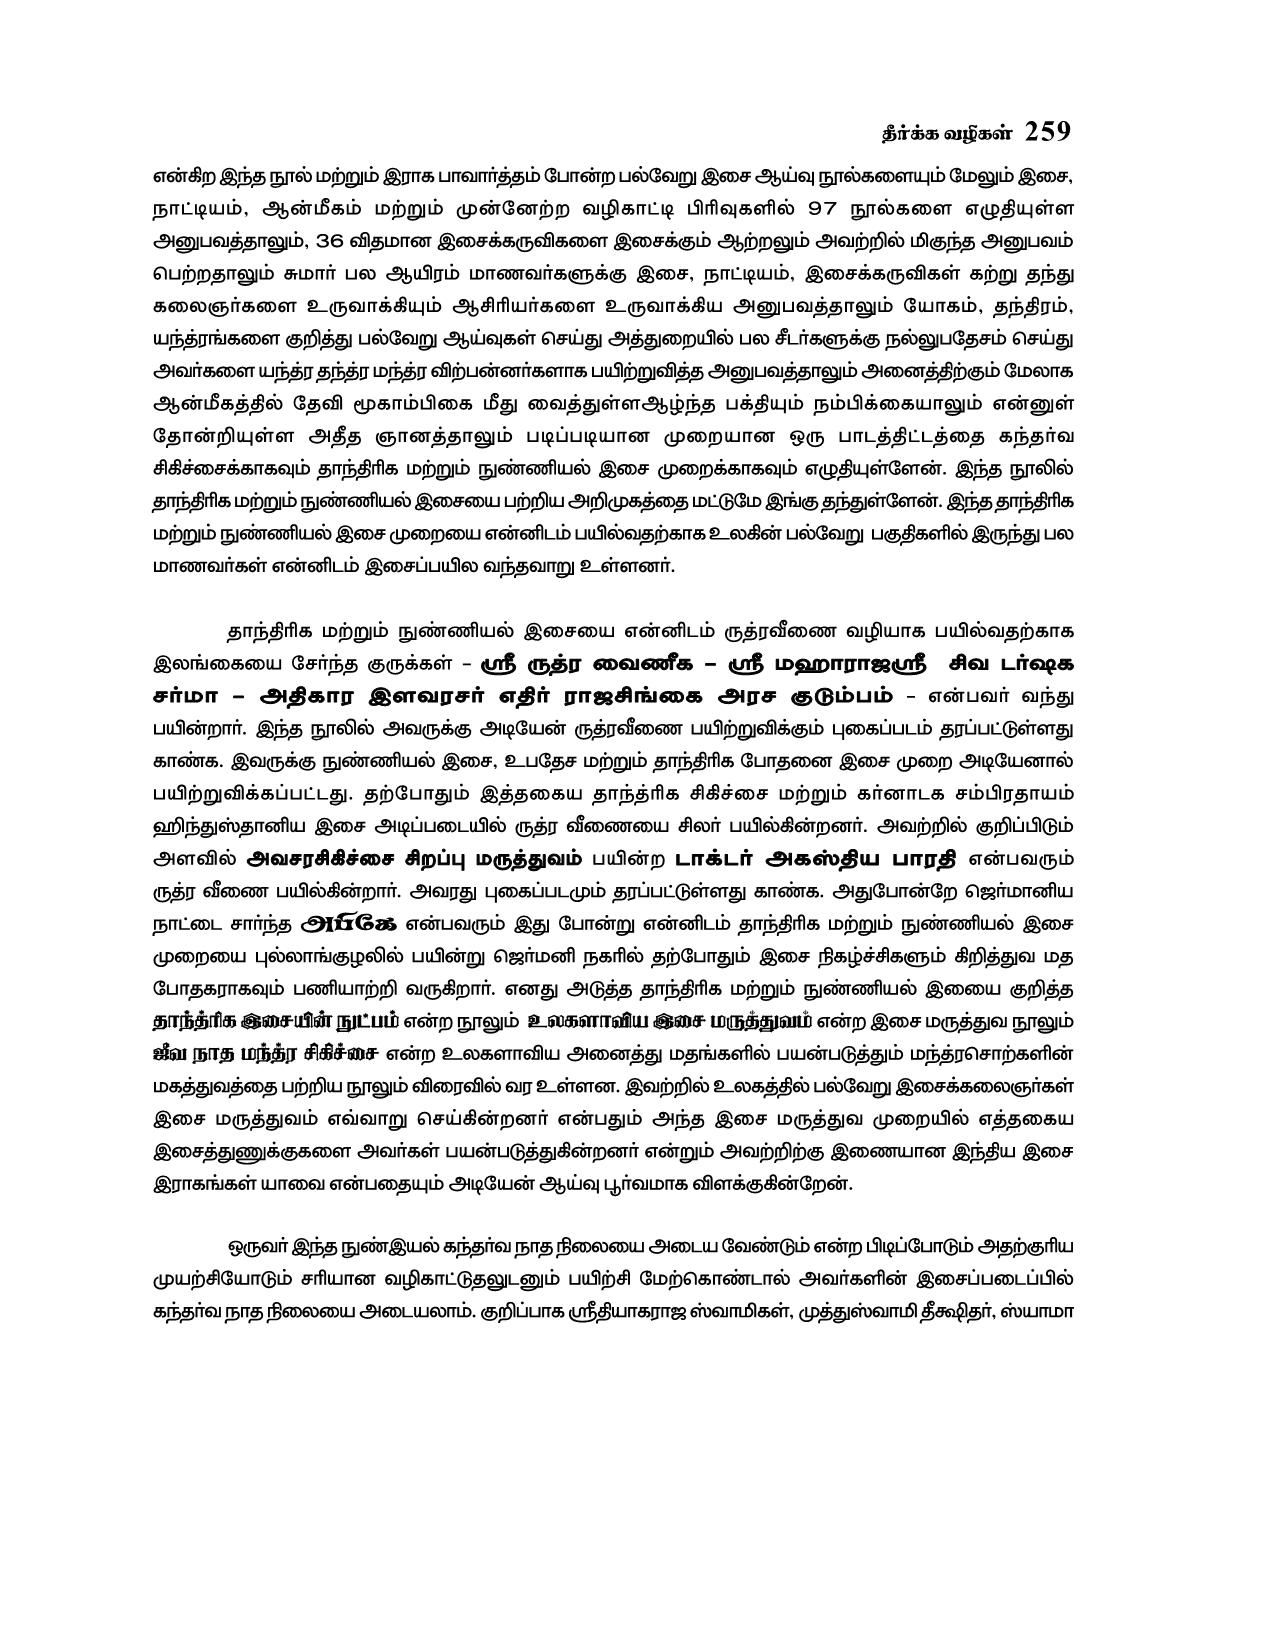 தீர்க்க வழிகள் 259
என்கிற இந்த நூல் மற்றும் இராக பாவார்த்தம் போன்ற பல்வேறு இசை ஆய்வு நூல்களையும் மேலும் இசை,
நாட்டியம், ஆன்மீகம் மற்றும் முன்னேற்ற வழிகாட்டி பிரிவுகளில் 97 நூல்களை எழுதியுள்ள
அனுபவத்தாலும், 36 விதமான இசைக்கருவிகளை இசைக்கும் ஆற்றலும் அவற்றில் மிகுந்த அனுபவம்
பெற்றதாலும் சுமார் பல ஆயிரம் மாணவர்களுக்கு இசை, நாட்டியம், இசைக்கருவிகள் கற்று தந்து
கலைஞர்களை உருவாக்கியும் ஆசிரியர்களை உருவாக்கிய அனுபவத்தாலும் யோகம், தந்திரம்,
யந்த்ரங்களை குறித்து பல்வேறு ஆய்வுகள் செய்து அத்துறையில் பல சீடர்களுக்கு நல்லுபதேசம் செய்து
அவர்களை யந்த்ர தந்த்ர மந்த்ர விற்பன்னர்களாக பயிற்றுவித்த அனுபவத்தாலும் அனைத்திற்கும் மேலாக
ஆன்மீகத்தில் தேவி மூகாம்பிகை மீது வைத்துள்ளஆழ்ந்த பக்தியும் நம்பிக்கையாலும் என்னுள்
தோன்றியுள்ள அதீத ஞானத்தாலும் படிப்படியான முறையான ஒரு பாடத்திட்டத்தை கந்தர்வ
சிகிச்சைக்காகவும் தாந்திரிக மற்றும் நுண்ணியல் இசை முறைக்காகவும் எழுதியுள்ளேன். இந்த நூலில்
தாந்திரிக மற்றும் நுண்ணியல் இசையை பற்றிய அறிமுகத்தை மட்டுமே இங்கு தந்துள்ளேன். இந்த தாந்திரிக
மற்றும் நுண்ணியல் இசை முறையை என்னிடம் பயில்வதற்காக உலகின் பல்வேறு பகுதிகளில் இருந்து பல
மாணவர்கள் என்னிடம் இசைப்பயில வந்தவாறு உள்ளனர்.
தாந்திரிக மற்றும் நுண்ணியல் இசையை என்னிடம் ருத்ரவீணை வழியாக பயில்வதற்காக
இலங்கையை சேர்ந்த குருக்கள் – ஸ்ரீ ருத்ர வைணீக – ஸ்ரீ மஹாராஜஸ்ரீ சிவ டர்ஷக
சர்மா – அதிகார இளவரசர் எதிர் ராஜசிங்கை அரச குடும்பம் – என்பவர் வந்து
பயின்றார். இந்த நூலில் அவருக்கு அடியேன் ருத்ரவீணை பயிற்றுவிக்கும் புகைப்படம் தரப்பட்டுள்ளது
காண்க. இவருக்கு நுண்ணியல் இசை, உபதேச மற்றும் தாந்திரிக போதனை இசை முறை அடியேனால்
பயிற்றுவிக்கப்பட்டது. தற்போதும் இத்தகைய தாந்த்ரிக சிகிச்சை மற்றும் கர்னாடக சம்பிரதாயம்
ஹிந்துஸ்தானிய இசை அடிப்படையில் ருத்ர வீணையை சிலர் பயில்கின்றனர். அவற்றில் குறிப்பிடும்
அளவில் அவசரசிகிச்சை சிறப்பு மருத்துவம் பயின்ற டாக்டர் அகஸ்திய பாரதி என்பவரும்
ருத்ர வீணை பயில்கின்றார். அவரது புகைப்படமும் தரப்பட்டுள்ளது காண்க. அதுபோன்றே ஜெர்மானிய
நாட்டை சார்ந்த அபிகே என்பவரும் இது போன்று என்னிடம் தாந்திரிக மற்றும் நுண்ணியல் இசை
முறையை புல்லாங்குழலில் பயின்று ஜெர்மனி நகரில் தற்போதும் இசை நிகழ்ச்சிகளும் கிறித்துவ மத
போதகராகவும் பணியாற்றி வருகிறார். எனது அடுத்த தாந்திரிக மற்றும் நுண்ணியல் இயை குறித்த
தாந்த்ரிக இசையின் நுட்பம் என்ற நூலும் உலகளாவிய இசை மருத்துவம் என்ற இசை மருத்துவ நூலும்
ஜீவ நாத மந்த்ர சிகிச்சை என்ற உலகளாவிய அனைத்து மதங்களில் பயன்படுத்தும் மந்த்ரசொற்களின்
மகத்துவத்தை பற்றிய நூலும் விரைவில் வர உள்ளன. இவற்றில் உலகத்தில் பல்வேறு இசைக்கலைஞர்கள்
இசை மருத்துவம் எவ்வாறு செய்கின்றனர் என்பதும் அந்த இசை மருத்துவ முறையில் எத்தகைய
இசைத்துணுக்குகளை அவர்கள் பயன்படுத்துகின்றனர் என்றும் அவற்றிற்கு இணையான இந்திய இசை
இராகங்கள் யாவை என்பதையும் அடியேன் ஆய்வு பூர்வமாக விளக்குகின்றேன்.
ஒருவர் இந்த நுண்இயல் கந்தர்வ நாத நிலையை அடைய வேண்டும் என்ற பிடிப்போடும் அதற்குரிய
முயற்சியோடும் சரியான வழிகாட்டுதலுடனும் பயிற்சி மேற்கொண்டால் அவர்களின் இசைப்படைப்பில்
கந்தர்வ நாத நிலையை அடையலாம். குறிப்பாக ஸ்ரீதியாகராஜ ஸ்வாமிகள், முத்துஸ்வாமி தீக்ஷிதர், ஸ்யாமா